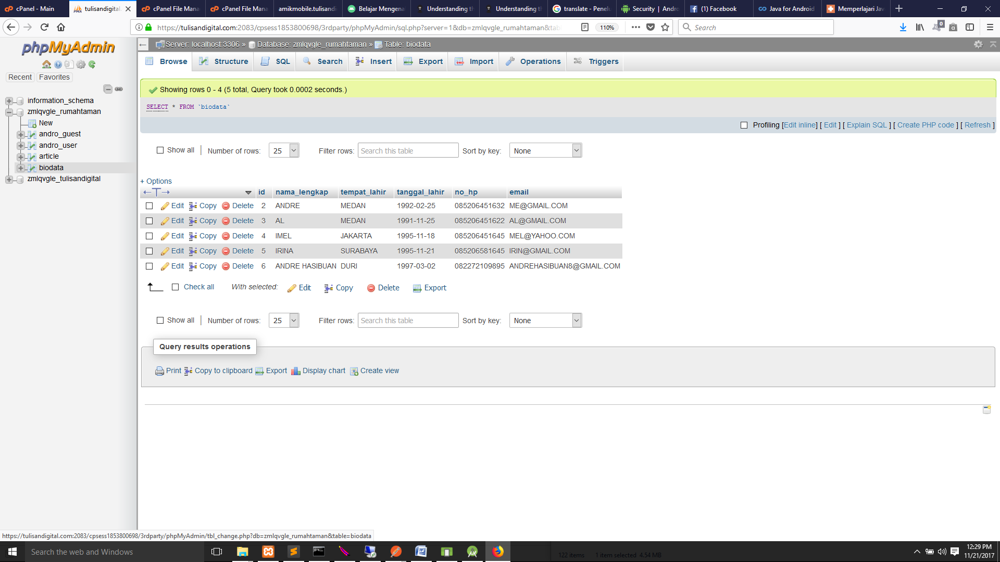 cPanel - Main
tulisandigital.
cPanel File Mana
cPanel File Mana
amikmobile.tulisandi
Belajar Mengena
Understanding th
Understanding th
translate - Penelu
Security | Andro
(1) Facebook
Java for Android
Memperlajari Jav
https://tulisandigital.com:2083/cpsess1853800698/3rdparty/phpMyAdmin/sql.php?server=1&db=zmlqvgle_rumahtaman&tab
110%
Search
0
phpMyAdmin
Recent
Favorites
information_schema
zmlqvgle_rumahtaman
New
andro_guest
andro_user
article
biodata
zmlqvgle_tulisandigital
Server: localhost:3306 » Database: zmlqvgle_rumahtaman » Table: biodata
Browse Structure SQL Search Insert Export Import Operations Triggers
Showing rows 0 - 4 (5 total, Query took 0.0002 seconds.)
SELECT * FROM `biodata`
Profiling [Edit inline] [ Edit ] [ Explain SQL ] [ Create PHP code ] [ Refresh ]
Show all | Number of rows: 25 Filter rows: Search this table Sort by key: None
+ Options
id nama_lengkap tempat_lahir tanggal_lahir no_hp email
Edit Copy Delete 2 ANDRE MEDAN 1992-02-25 085206451632 ME@GMAIL.COM
Edit Copy Delete 3 AL MEDAN 1991-11-25 085206451622 AL@GMAIL.COM
Edit Copy Delete 4 IMEL JAKARTA 1995-11-18 085206451645 MEL@YAHOO.COM
Edit Copy Delete 5 IRINA SURABAYA 1995-11-21 085206581645 IRIN@GMAIL.COM
Edit Copy Delete 6 ANDRE HASIBUAN DURI 1997-03-02 082272109895 ANDREHASIBUAN8@GMAIL.COM
Check all With selected: Edit Copy Delete Export
Show all | Number of rows: 25 Filter rows: Search this table Sort by key: None
Query results operations
Print Copy to clipboard Export Display chart Create view
https://tulisandigital.com:2083/cpsess1853800698/3rdparty/phpMyAdmin/tbl_change.php?db=zmlqvgle_rumahtaman&table=biodata
Search the web and Windows
122 items 1 item selected 4.54 MB
12:29 PM
11/21/2017